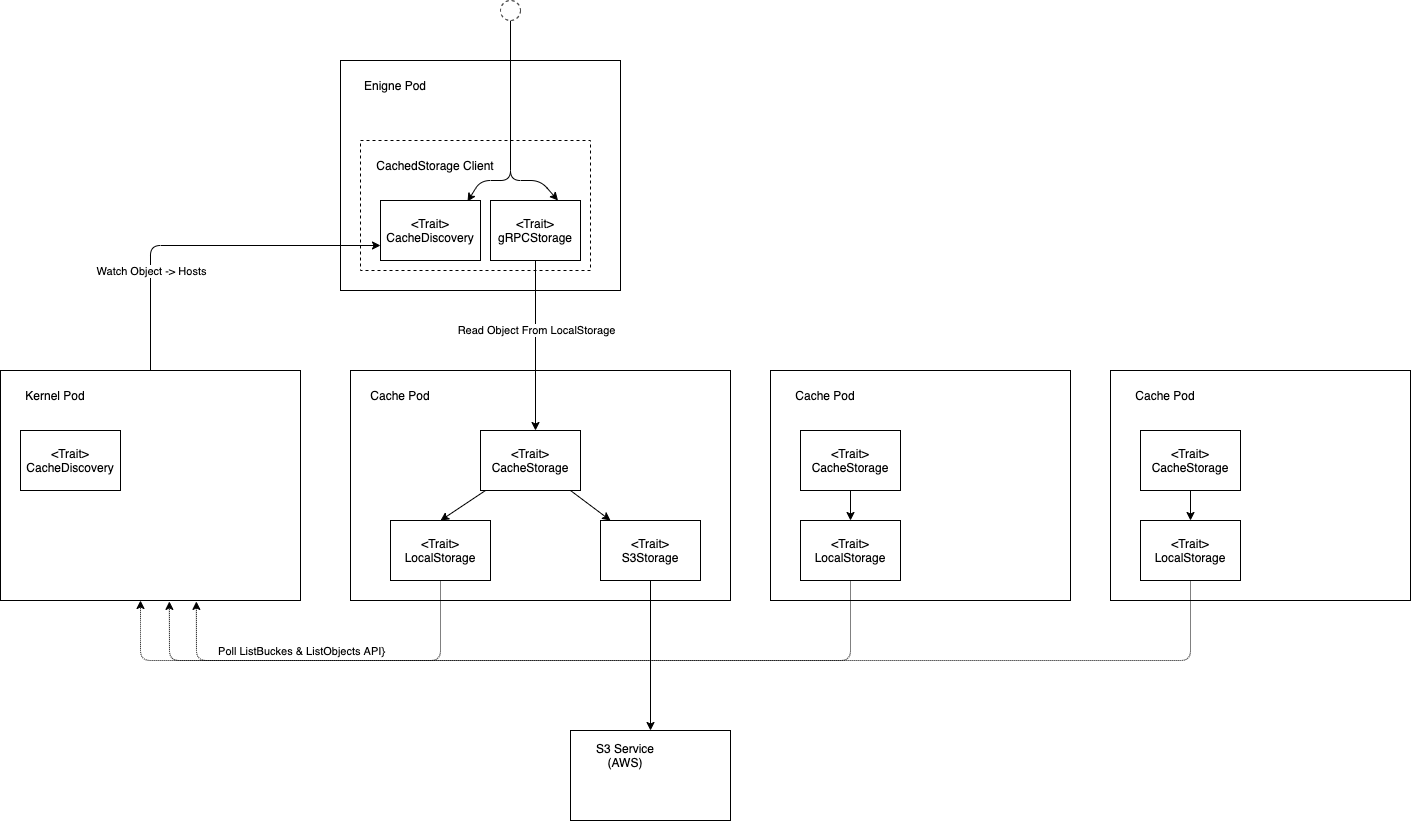 Enigne Pod
CachedStorage Client
<Trait>
CacheDiscovery
<Trait>
gRPCStorage
Watch Object -> Hosts
Read Object From LocalStorage
Kernel Pod
<Trait>
CacheDiscovery
Cache Pod
<Trait>
CacheStorage
<Trait>
LocalStorage
<Trait>
S3Storage
Cache Pod
<Trait>
CacheStorage
<Trait>
LocalStorage
Cache Pod
<Trait>
CacheStorage
<Trait>
LocalStorage
Poll ListBuckes & ListObjects API}
S3 Service
(AWS)